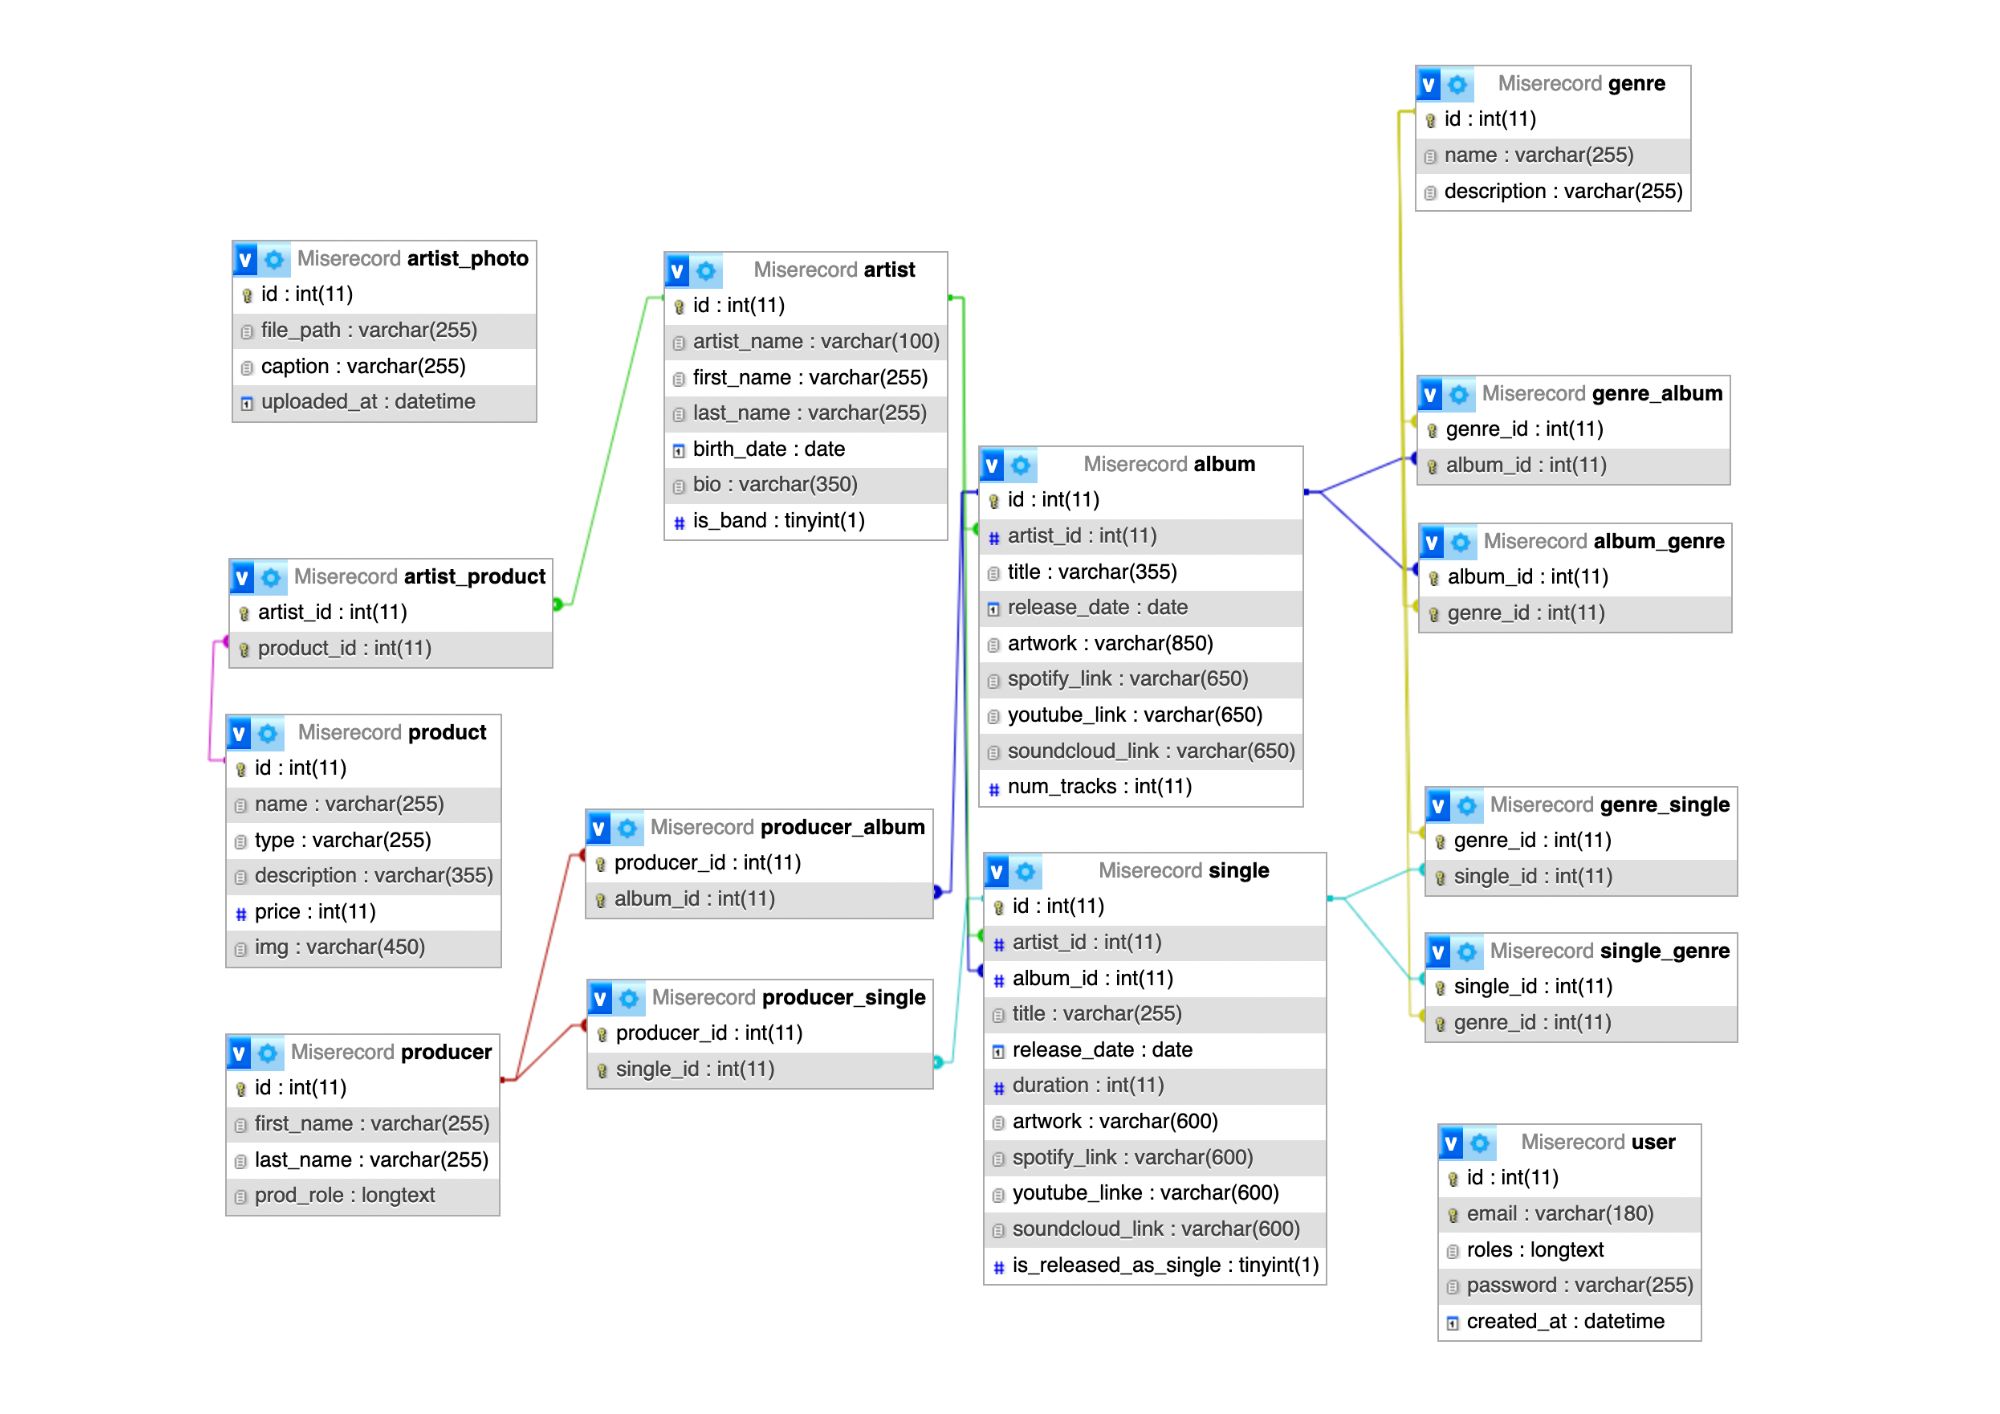 Miserecord genre
id : int(11)
name : varchar(255)
description : varchar(255)
Miserecord artist_photo
id : int(11)
file_path : varchar(255)
caption : varchar(255)
uploaded_at : datetime
Miserecord artist
id : int(11)
artist_name : varchar(100)
first_name : varchar(255)
last_name : varchar(255)
birth_date : date
bio : varchar(350)
is_band : tinyint(1)
Miserecord genre_album
genre_id : int(11)
album_id : int(11)
Miserecord album
id : int(11)
artist_id : int(11)
title : varchar(355)
release_date : date
artwork : varchar(850)
spotify_link : varchar(650)
youtube_link : varchar(650)
soundcloud_link : varchar(650)
num_tracks : int(11)
Miserecord album_genre
album_id : int(11)
genre_id : int(11)
Miserecord artist_product
artist_id : int(11)
product_id : int(11)
Miserecord product
id : int(11)
name : varchar(255)
type : varchar(255)
description : varchar(355)
price : int(11)
img : varchar(450)
Miserecord producer_album
producer_id : int(11)
album_id : int(11)
Miserecord genre_single
genre_id : int(11)
single_id : int(11)
Miserecord single
id : int(11)
artist_id : int(11)
album_id : int(11)
title : varchar(255)
release_date : date
duration : int(11)
artwork : varchar(600)
spotify_link : varchar(600)
youtube_linke : varchar(600)
soundcloud_link : varchar(600)
is_released_as_single : tinyint(1)
Miserecord single_genre
single_id : int(11)
genre_id : int(11)
Miserecord producer_single
producer_id : int(11)
single_id : int(11)
Miserecord producer
id : int(11)
first_name : varchar(255)
last_name : varchar(255)
prod_role : longtext
Miserecord user
id : int(11)
email : varchar(180)
roles : longtext
password : varchar(255)
created_at : datetime